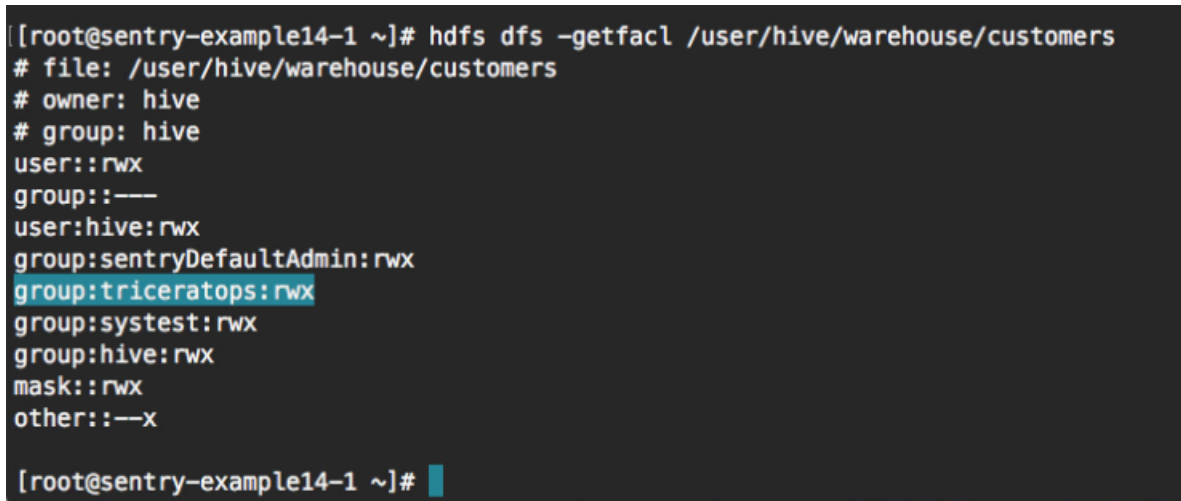 [[root@sentry-example14-1 ~]# hdfs dfs -getfacl /user/hive/warehouse/customers
# file: /user/hive/warehouse/customers
# owner: hive
# group: hive
user::rwx
group::---
user:hive:rwx
group:sentryDefaultAdmin:rwx
group:triceratops:rwx
group:systest:rwx
group:hive:rwx
mask::rwx
other::--x
[root@sentry-example14-1 ~]#